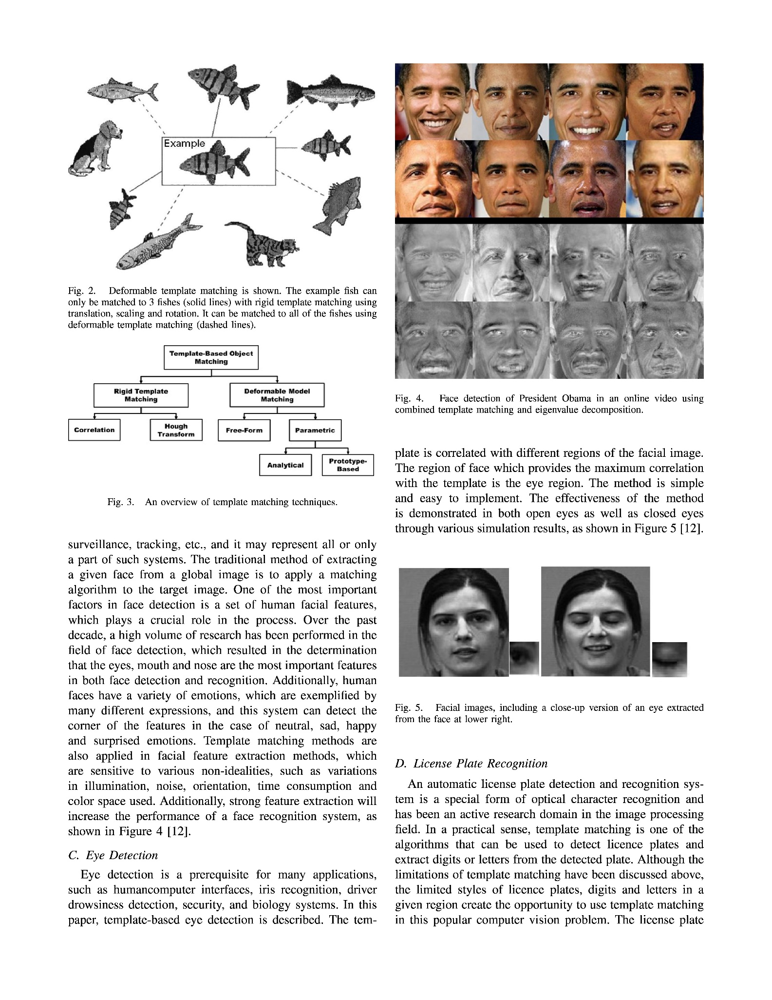 Example
Fig. 2. Deformable template matching is shown. The example fish can
only be matched to 3 fishes (solid lines) with rigid template matching using
translation, scaling and rotation. It can be matched to all of the fishes using
deformable template matching (dashed lines).
Template-Based Object
Matching
Rigid Template
Matching
Deformable Model
Matching
Correlation
Hough
Transform
Free-Form
Parametric
Analytical
Prototype-
Based
Fig. 3. An overview of template matching techniques.
surveillance, tracking, etc., and it may represent all or only
a part of such systems. The traditional method of extracting
a given face from a global image is to apply a matching
algorithm to the target image. One of the most important
factors in face detection is a set of human facial features,
which plays a crucial role in the process. Over the past
decade, a high volume of research has been performed in the
field of face detection, which resulted in the determination
that the eyes, mouth and nose are the most important features
in both face detection and recognition. Additionally, human
faces have a variety of emotions, which are exemplified by
many different expressions, and this system can detect the
corner of the features in the case of neutral, sad, happy
and surprised emotions. Template matching methods are
also applied in facial feature extraction methods, which
are sensitive to various non-idealities, such as variations
in illumination, noise, orientation, time consumption and
color space used. Additionally, strong feature extraction will
increase the performance of a face recognition system, as
shown in Figure 4 [12].
C. Eye Detection
Eye detection is a prerequisite for many applications,
such as humancomputer interfaces, iris recognition, driver
drowsiness detection, security, and biology systems. In this
paper, template-based eye detection is described. The tem-
Fig. 4. Face detection of President Obama in an online video using
combined template matching and eigenvalue decomposition.
plate is correlated with different regions of the facial image.
The region of face which provides the maximum correlation
with the template is the eye region. The method is simple
and easy to implement. The effectiveness of the method
is demonstrated in both open eyes as well as closed eyes
through various simulation results, as shown in Figure 5 [12].
Fig. 5. Facial images, including a close-up version of an eye extracted
from the face at lower right.
D. License Plate Recognition
An automatic license plate detection and recognition sys-
tem is a special form of optical character recognition and
has been an active research domain in the image processing
field. In a practical sense, template matching is one of the
algorithms that can be used to detect licence plates and
extract digits or letters from the detected plate. Although the
limitations of template matching have been discussed above,
the limited styles of licence plates, digits and letters in a
given region create the opportunity to use template matching
in this popular computer vision problem. The license plate